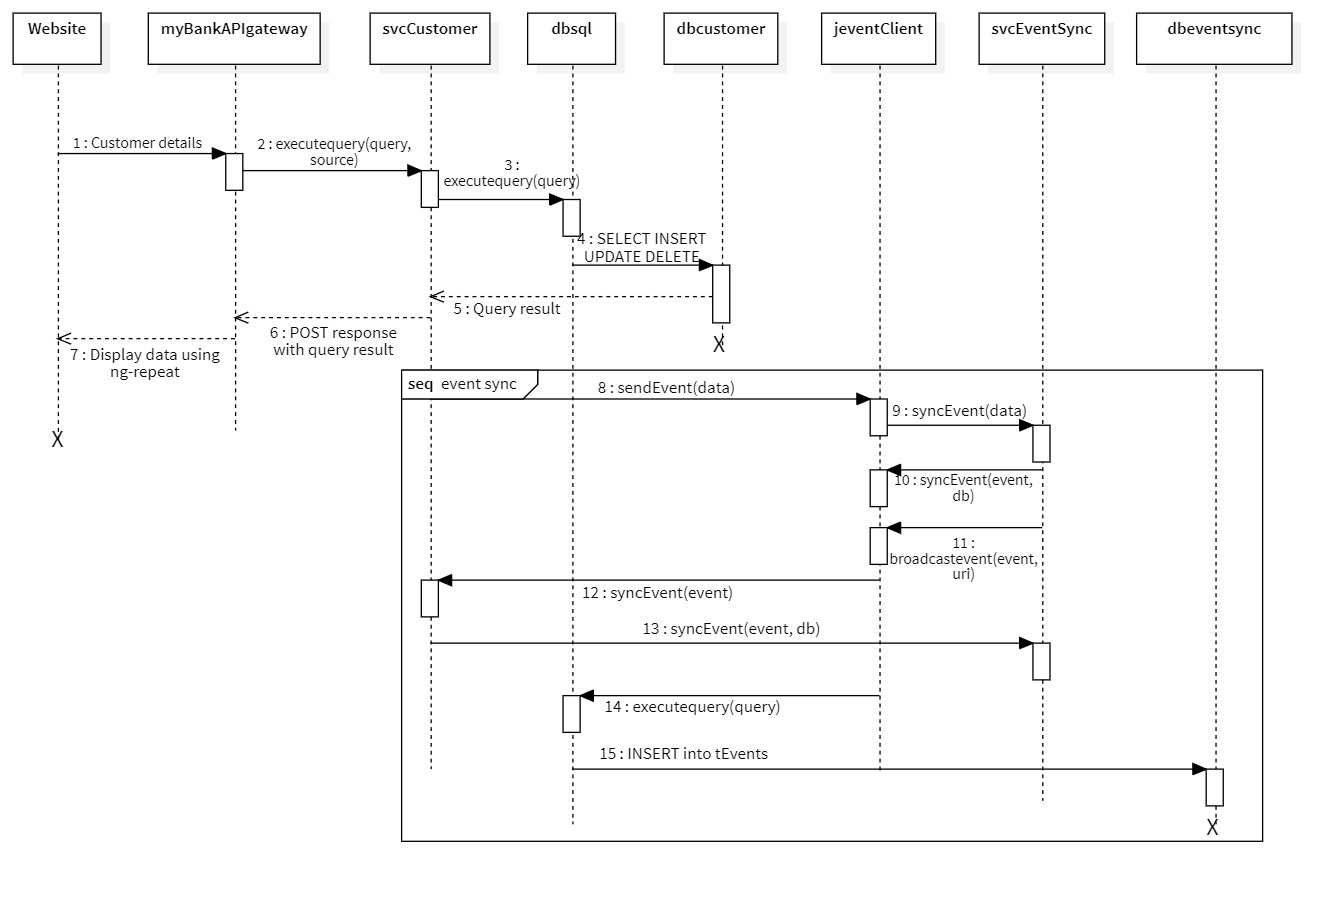 Website
myBankAPIgateway
svcCustomer
dbsql
dbcustomer
jeventClient
svcEventSync
dbeventsync
1 : Customer details
2 : executequery(query,
source)
3 :
executequery(query)
4 : SELECT INSERT
UPDATE DELETE
5 : Query result
6 : POST response
with query result
7 : Display data using
ng-repeat
X
X
seq event sync
8 : sendEvent(data)
9 : syncEvent(data)
10 : syncEvent(event,
db)
11 :
broadcastevent(event,
uri)
12 : syncEvent(event)
13 : syncEvent(event, db)
14 : executequery(query)
15 : INSERT into tEvents
X